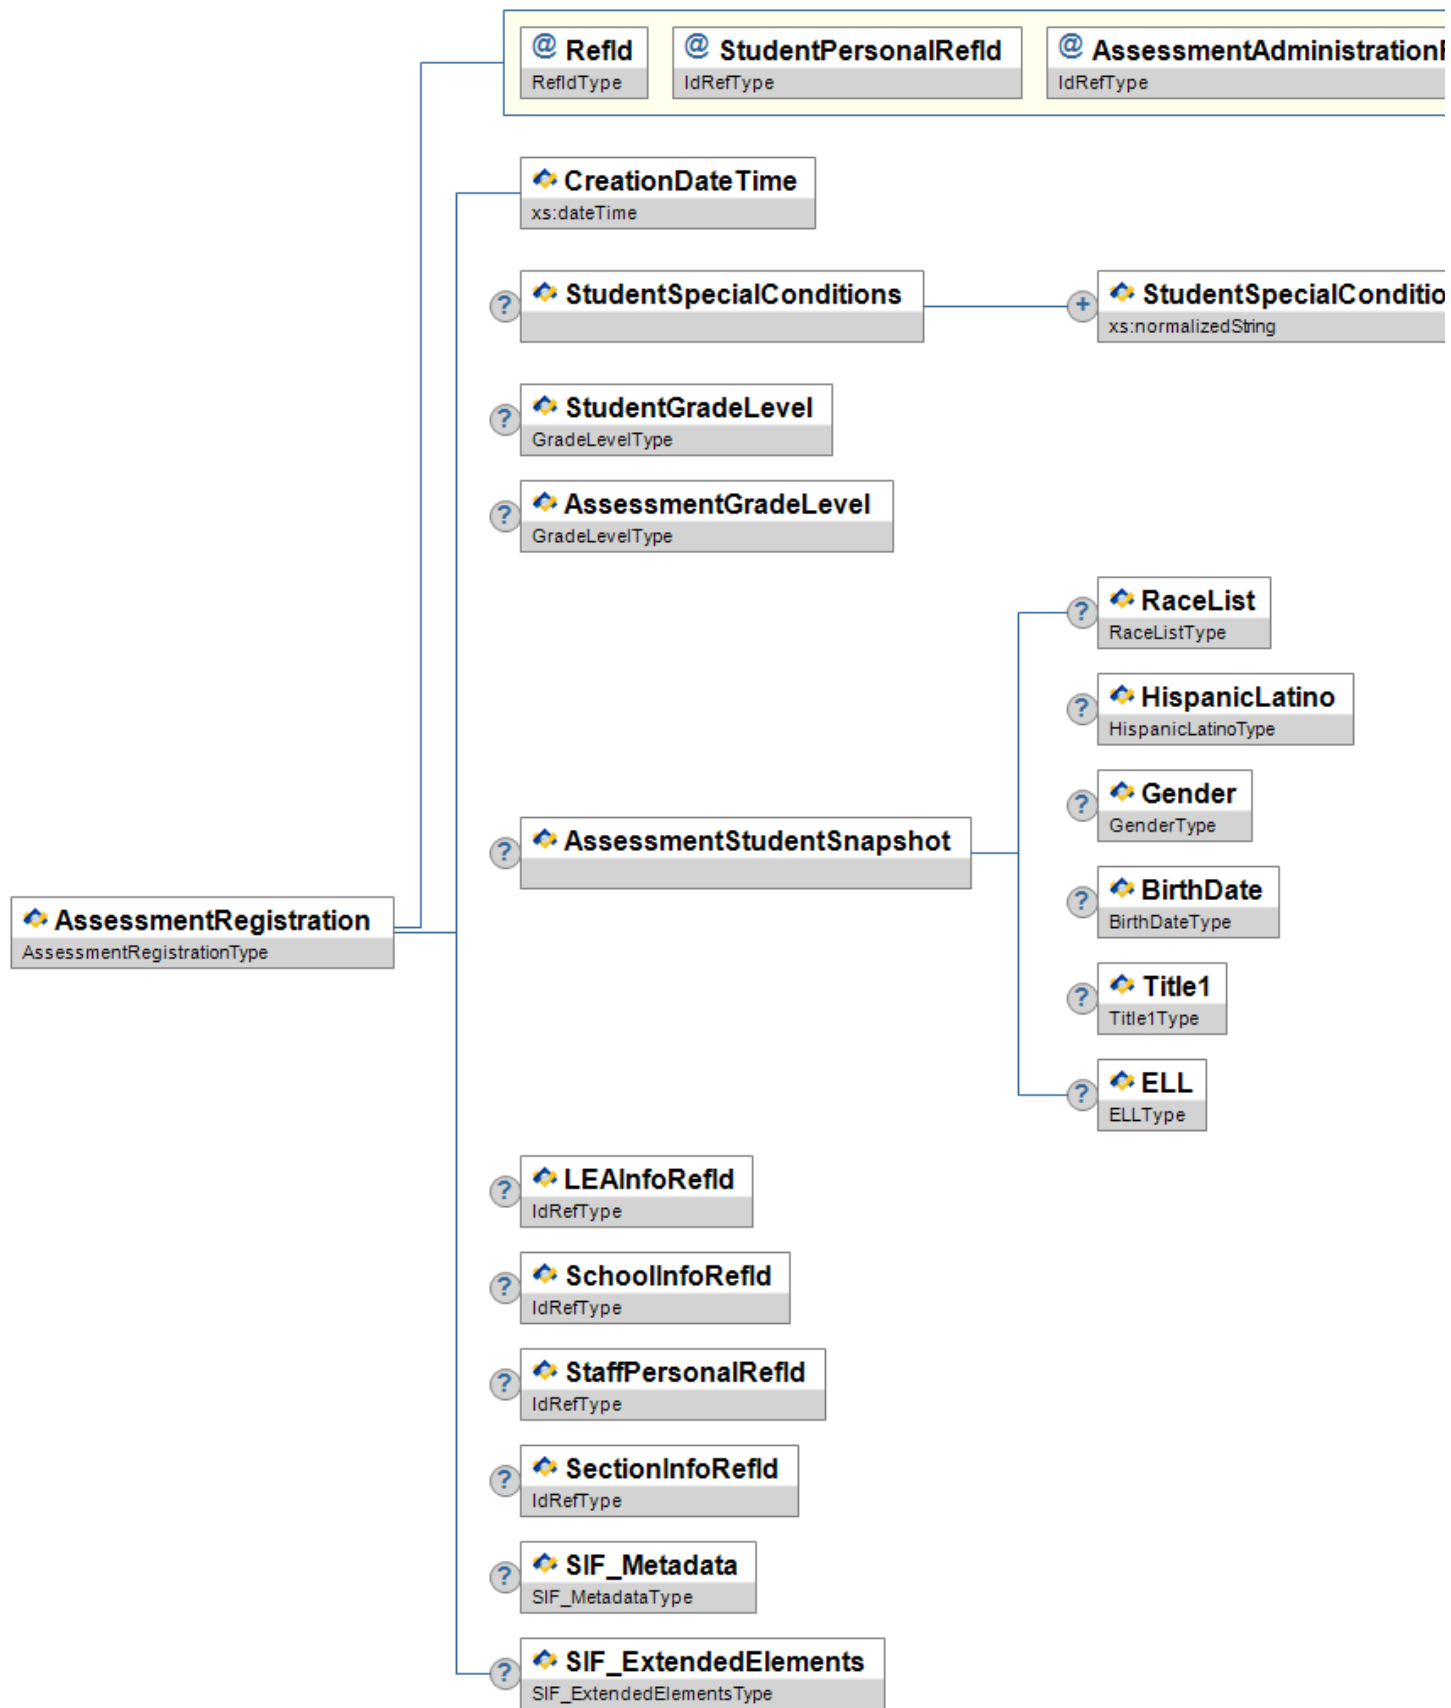 @ RefId
RefIdType
@ StudentPersonalRefId
IdRefType
@ AssessmentAdministration
IdRefType
CreationDateTime
xs:dateTime
? StudentSpecialConditions
+ StudentSpecialConditio
xs:normalizedString
? StudentGradeLevel
GradeLevelType
? AssessmentGradeLevel
GradeLevelType
? RaceList
RaceListType
? HispanicLatino
HispanicLatinoType
? Gender
GenderType
? AssessmentStudentSnapshot
? BirthDate
BirthDateType
AssessmentRegistration
AssessmentRegistrationType
? Title1
Title1Type
? ELL
ELLType
? LEAInfoRefId
IdRefType
? SchoolInfoRefId
IdRefType
? StaffPersonalRefId
IdRefType
? SectionInfoRefId
IdRefType
? SIF_Metadata
SIF_MetadataType
? SIF_ExtendedElements
SIF_ExtendedElementsType